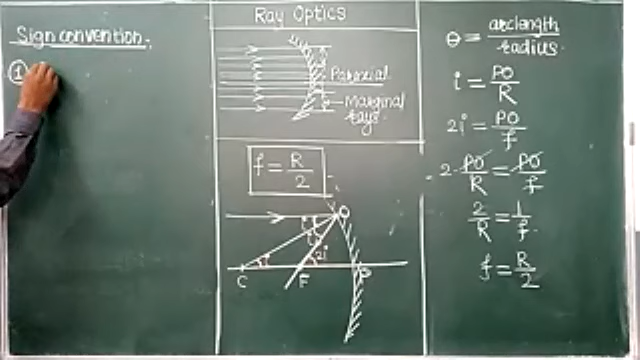 Sign convention.
①
Ray Optics
Paraxial
Marginal
rays.
f = R/2
Q
i
i
i
2i
C
F
P
θ = arclength/radius.
i = PO/R
2i = PO/f
2 PO/R = PO/f
2/R = 1/f.
f = R/2